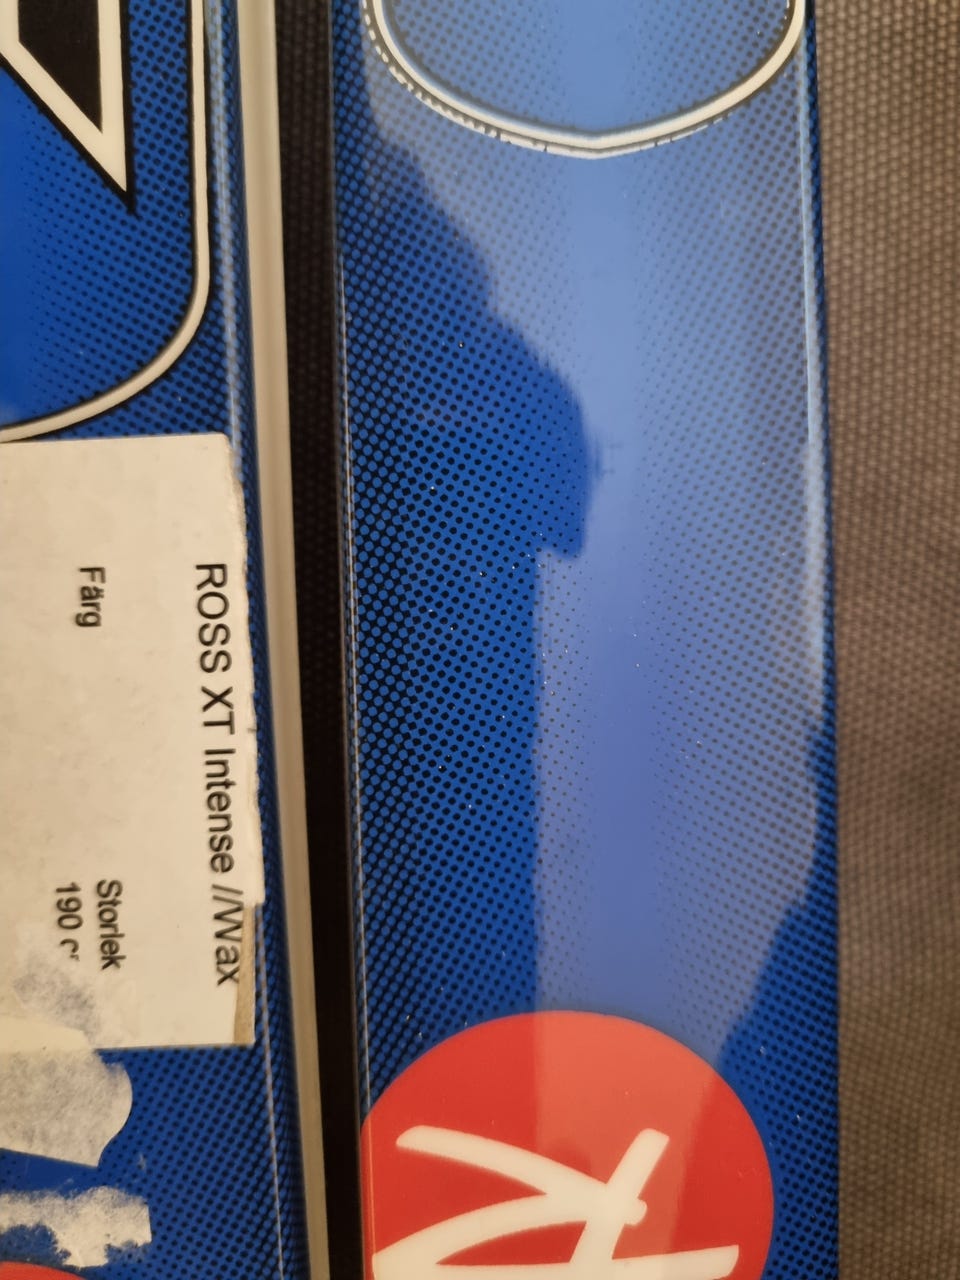 ROSS XT Intense //Wax
Färg
Storlek
190
R